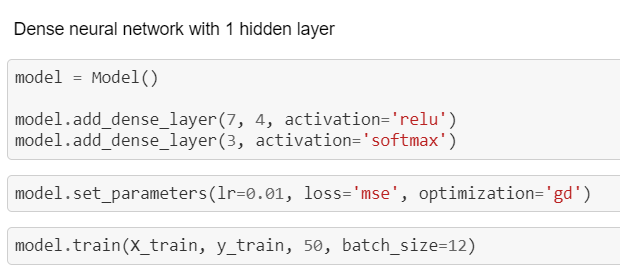 Dense neural network with 1 hidden layer
model = Model()
model.add_dense_layer(7, 4, activation='relu')
model.add_dense_layer(3, activation='softmax')
model.set_parameters(lr=0.01, loss='mse', optimization='gd')
model.train(X_train, y_train, 50, batch_size=12)